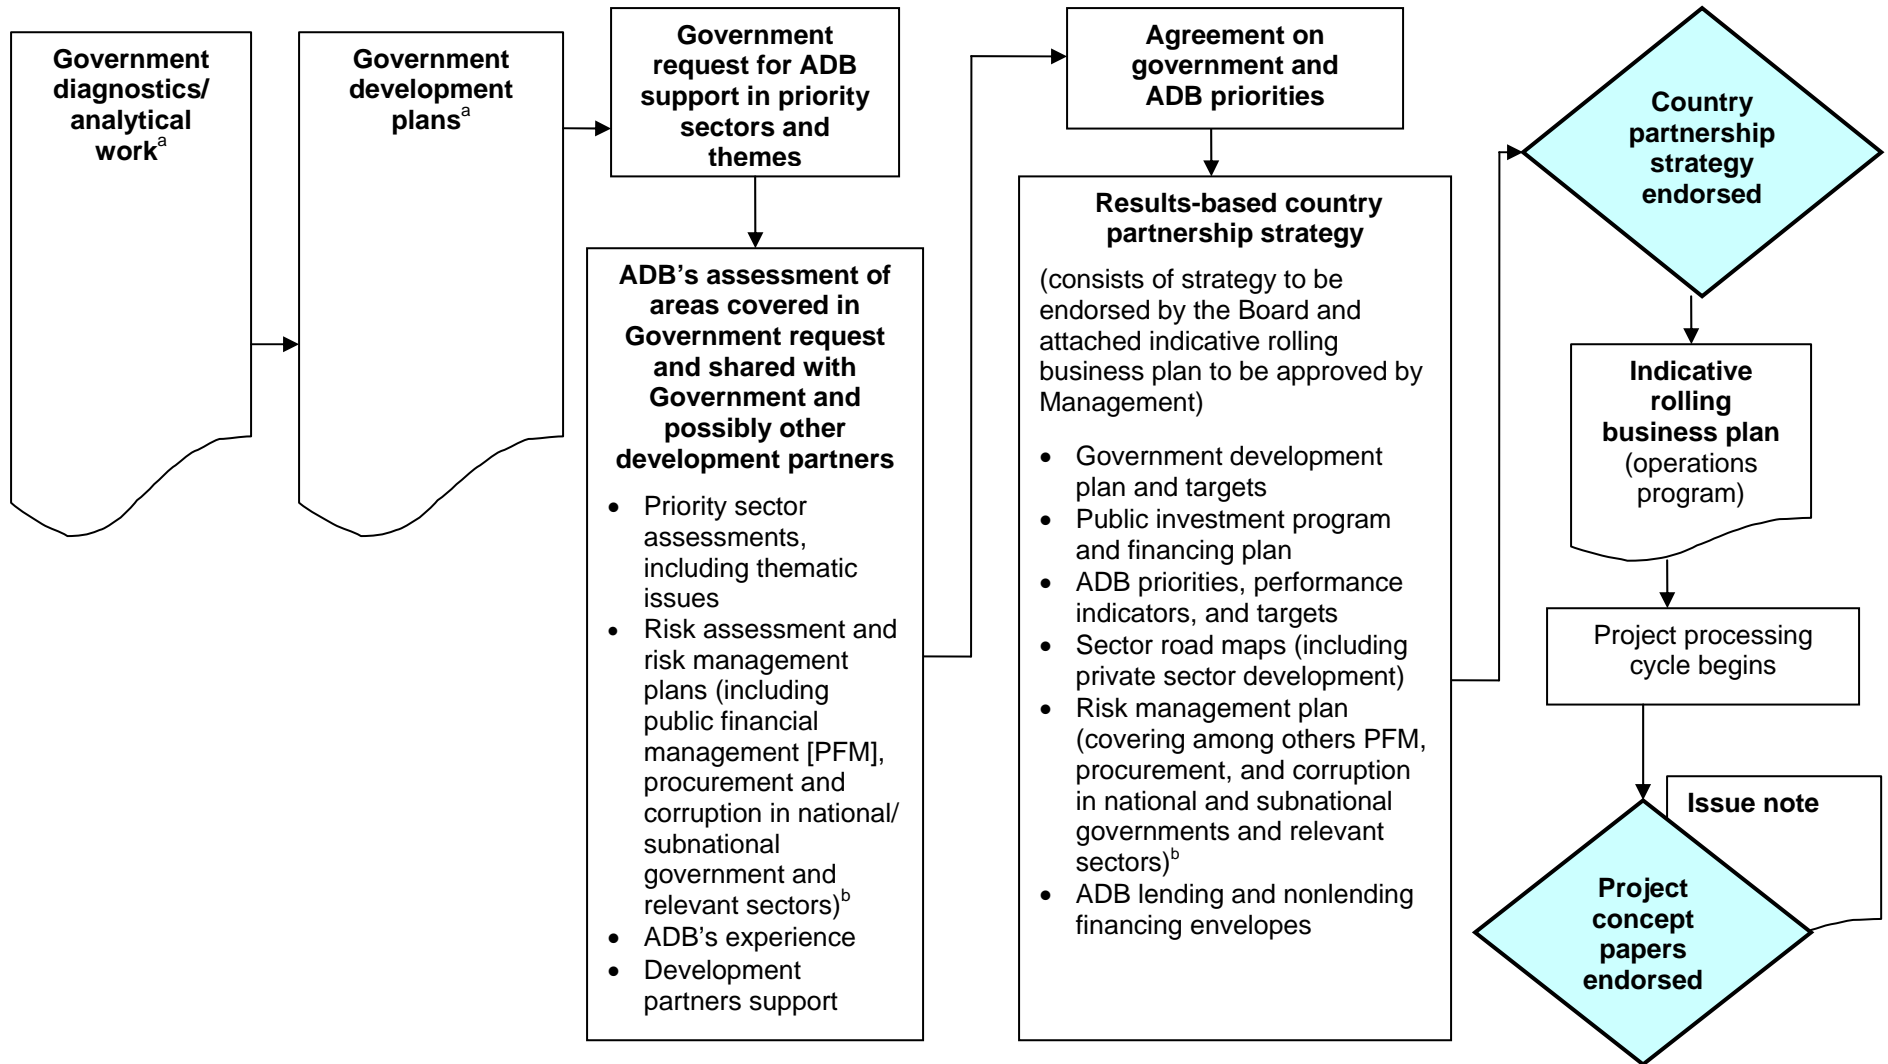 Government
diagnostics/
analytical
workᵃ
Government
development
plansᵃ
Government
request for ADB
support in priority
sectors and
themes
ADB’s assessment of
areas covered in
Government request
and shared with
Government and
possibly other
development partners
• Priority sector
assessments,
including thematic
issues
• Risk assessment and
risk management
plans (including
public financial
management [PFM],
procurement and
corruption in national/
subnational
government and
relevant sectors)ᵇ
• ADB’s experience
• Development
partners support
Agreement on
government and
ADB priorities
Results-based country
partnership strategy
(consists of strategy to be
endorsed by the Board and
attached indicative rolling
business plan to be approved by
Management)
• Government development
plan and targets
• Public investment program
and financing plan
• ADB priorities, performance
indicators, and targets
• Sector road maps (including
private sector development)
• Risk management plan
(covering among others PFM,
procurement, and corruption
in national and subnational
governments and relevant
sectors)ᵇ
• ADB lending and nonlending
financing envelopes
Country
partnership
strategy
endorsed
Indicative
rolling
business plan
(operations
program)
Project processing
cycle begins
Issue note
Project
concept
papers
endorsed